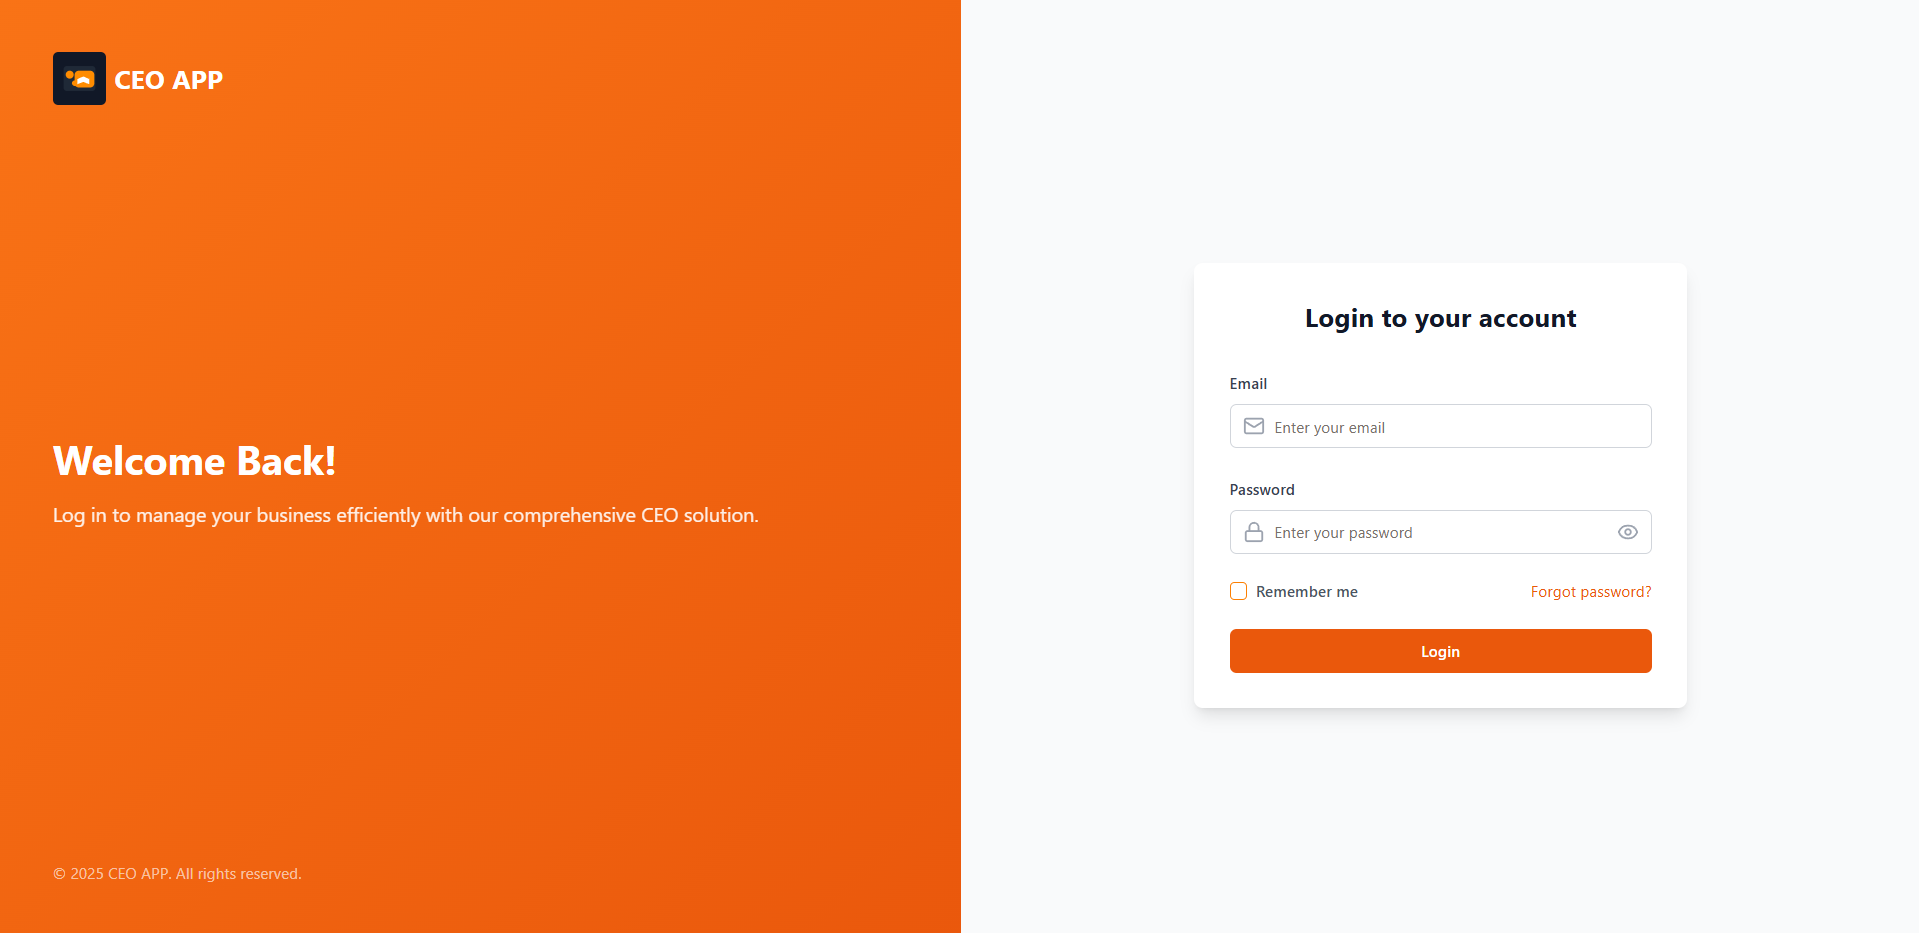 CEO APP
Welcome Back!
Log in to manage your business efficiently with our comprehensive CEO solution.
© 2025 CEO APP. All rights reserved.
Login to your account
Email
Enter your email
Password
Enter your password
Remember me
Forgot password?
Login